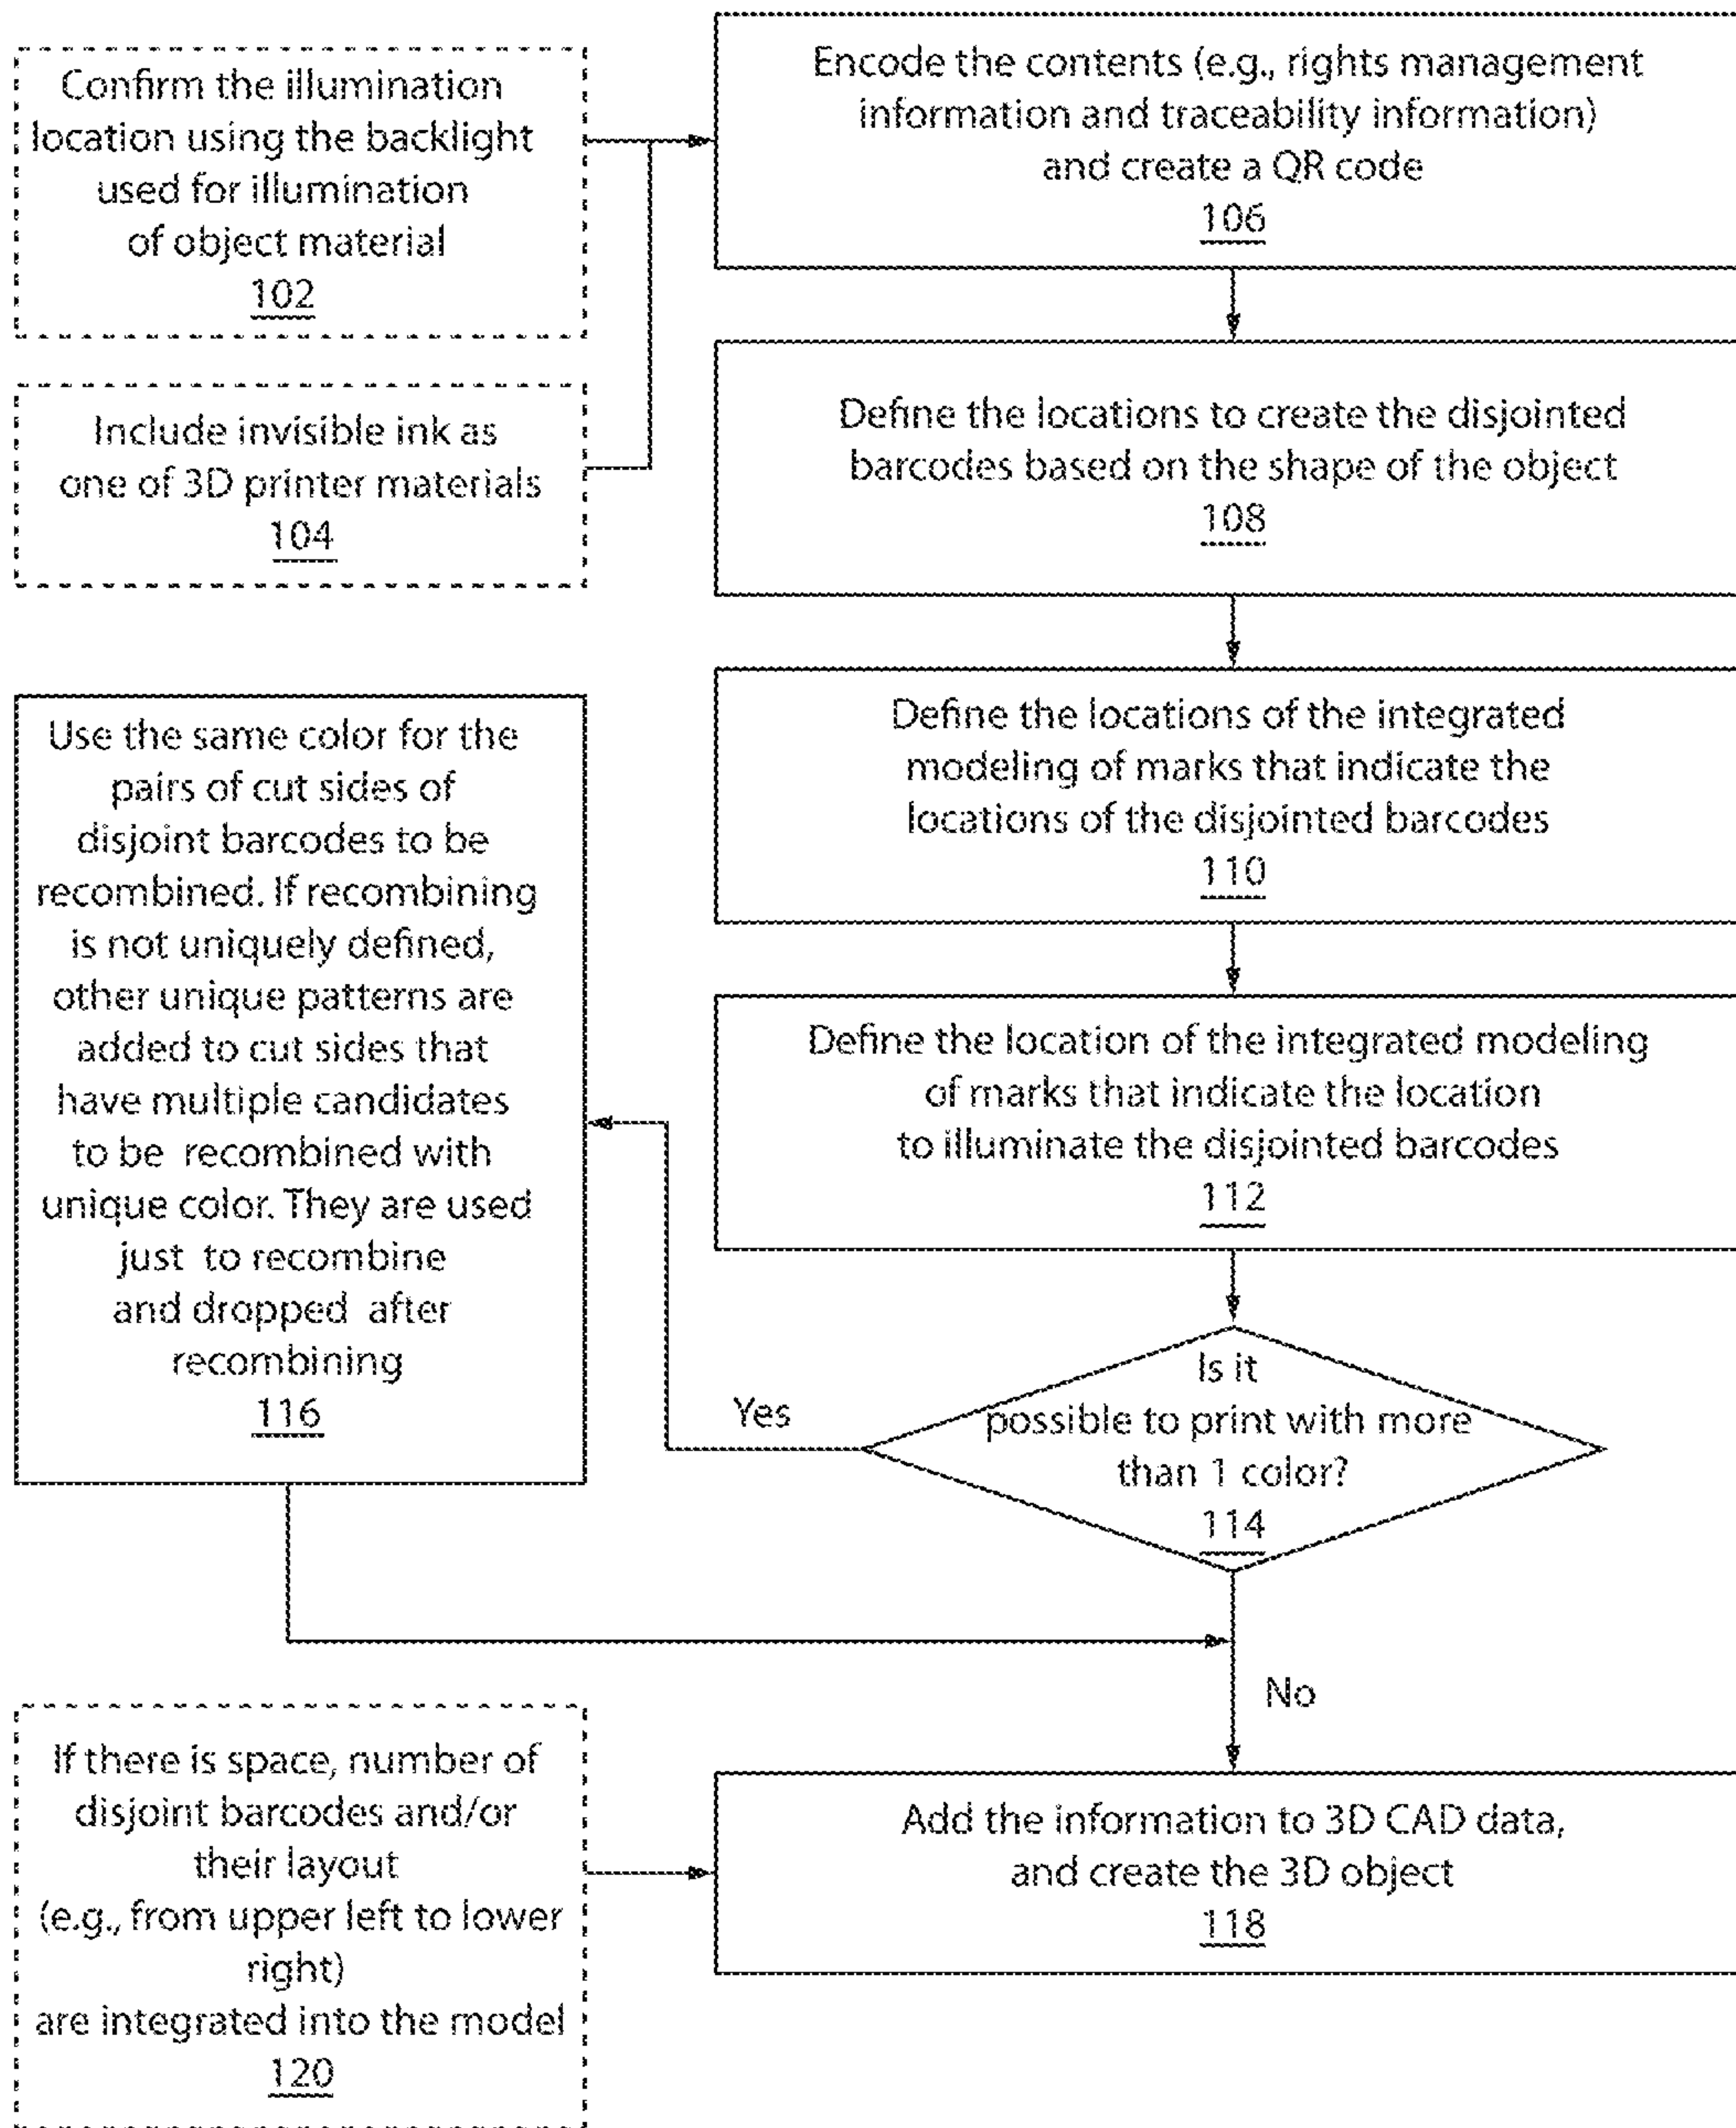 Confirm the illumination
location using the backlight
used for illumination
of object material
102
Include invisible ink as
one of 3D printer materials
104
Encode the contents (e.g., rights management
information and traceability information)
and create a QR code
106
Define the locations to create the disjointed
barcodes based on the shape of the object
108
Define the locations of the integrated
modeling of marks that indicate the
locations of the disjointed barcodes
110
Define the location of the integrated modeling
of marks that indicate the location
to illuminate the disjointed barcodes
112
Is it
possible to print with more
than 1 color?
114
Yes
Use the same color for the
pairs of cut sides of
disjoint barcodes to be
recombined. If recombining
is not uniquely defined,
other unique patterns are
added to cut sides that
have multiple candidates
to be recombined with
unique color. They are used
just to recombine
and dropped after
recombining
116
No
If there is space, number of
disjoint barcodes and/or
their layout
(e.g., from upper left to lower
right)
are integrated into the model
120
Add the information to 3D CAD data,
and create the 3D object
118